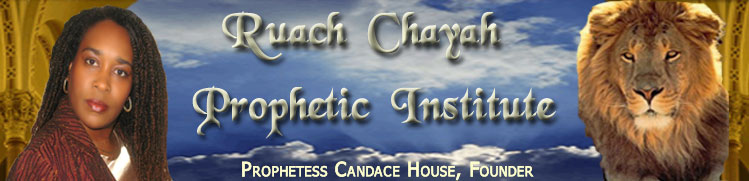 Ruach Chayah
Prophetic Institute
Prophetess Candace House, Founder